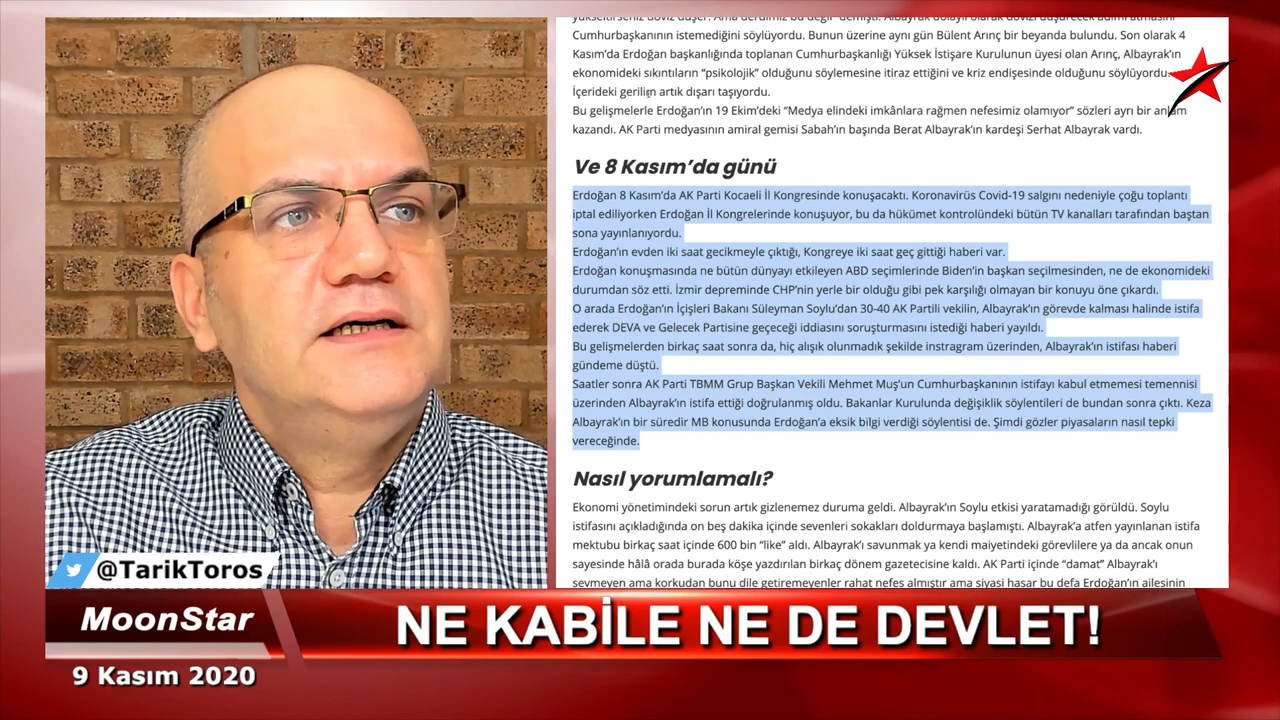 yükseltirseniz döviz düşer. Ama derdimiz bu değil" demişti. Albayrak dolaylı olarak dövizi düşürecek adımı atmasını
Cumhurbaşkanının istemediğini söylüyordu. Bunun üzerine aynı gün Bülent Arınç bir beyanda bulundu. Son olarak 4
Kasım’da Erdoğan başkanlığında toplanan Cumhurbaşkanlığı Yüksek İstişare Kurulunun üyesi olan Arınç, Albayrak’ın
ekonomideki sıkıntıların “psikolojik” olduğunu söylemesine itiraz ettiğini ve kriz endişesinde olduğunu söylüyordu.
İçerideki gerilim artık dışarı taşıyordu.
Bu gelişmelerle Erdoğan’ın 19 Ekim’deki “Medya elindeki imkânlara rağmen nefesimiz olamıyor” sözleri ayrı bir anlam
kazandı. AK Parti medyasının amiral gemisi Sabah’ın başında Berat Albayrak’ın kardeşi Serhat Albayrak vardı.
Ve 8 Kasım’da günü
Erdoğan 8 Kasım’da AK Parti Kocaeli İl Kongresinde konuşacaktı. Koronavirüs Covid-19 salgını nedeniyle çoğu toplantı
iptal ediliyorken Erdoğan İl Kongrelerinde konuşuyor, bu da hükümet kontrolündeki bütün TV kanalları tarafından baştan
sona yayınlanıyordu.
Erdoğan’ın evden iki saat gecikmeyle çıktığı, Kongreye iki saat geç gittiği haberi var.
Erdoğan konuşmasında ne bütün dünyayı etkileyen ABD seçimlerinde Biden’in başkan seçilmesinden, ne de ekonomideki
durumdan söz etti. İzmir depreminde CHP’nin yerle bir olduğu gibi pek karşılığı olmayan bir konuyu öne çıkardı.
O arada Erdoğan’ın İçişleri Bakanı Süleyman Soylu’dan 30-40 AK Partili vekilin, Albayrak’ın görevde kalması halinde istifa
ederek DEVA ve Gelecek Partisine geçeceği iddiasını soruşturmasını istediği haberi yayıldı.
Bu gelişmelerden birkaç saat sonra da, hiç alışık olunmadık şekilde instragram üzerinden, Albayrak’ın istifası haberi
gündeme düştü.
Saatler sonra AK Parti TBMM Grup Başkan Vekili Mehmet Muş’un Cumhurbaşkanının istifayı kabul etmemesi temennisi
üzerinden Albayrak’ın istifa ettiği doğrulanmış oldu. Bakanlar Kurulunda değişiklik söylentileri de bundan sonra çıktı. Keza
Albayrak’ın bir süredir MB konusunda Erdoğan’a eksik bilgi verdiği söylentisi de. Şimdi gözler piyasaların nasıl tepki
vereceğinde.
Nasıl yorumlamalı?
Ekonomi yönetimindeki sorun artık gizlenemez duruma geldi. Albayrak’ın Soylu etkisi yaratamadığı görüldü. Soylu
istifasını açıkladığında on beş dakika içinde sevenleri sokakları doldurmaya başlamıştı. Albayrak’a atfen yayınlanan istifa
mektubu birkaç saat içinde 600 bin “like” aldı. Albayrak’ı savunmak ya kendi maiyetindeki görevlilere ya da ancak onun
sayesinde hâlâ orada burada köşe yazdırılan birkaç dönem gazetecisine kaldı. AK Parti içinde “damat” Albayrak’ı
sevmeyen ama korkudan bunu dile getiremeyenler rahat nefes almıştır ama siyasi hasar bu defa Erdoğan’ın ailesinin
@TarikToros
MoonStar
NE KABİLE NE DE DEVLET!
9 Kasım 2020